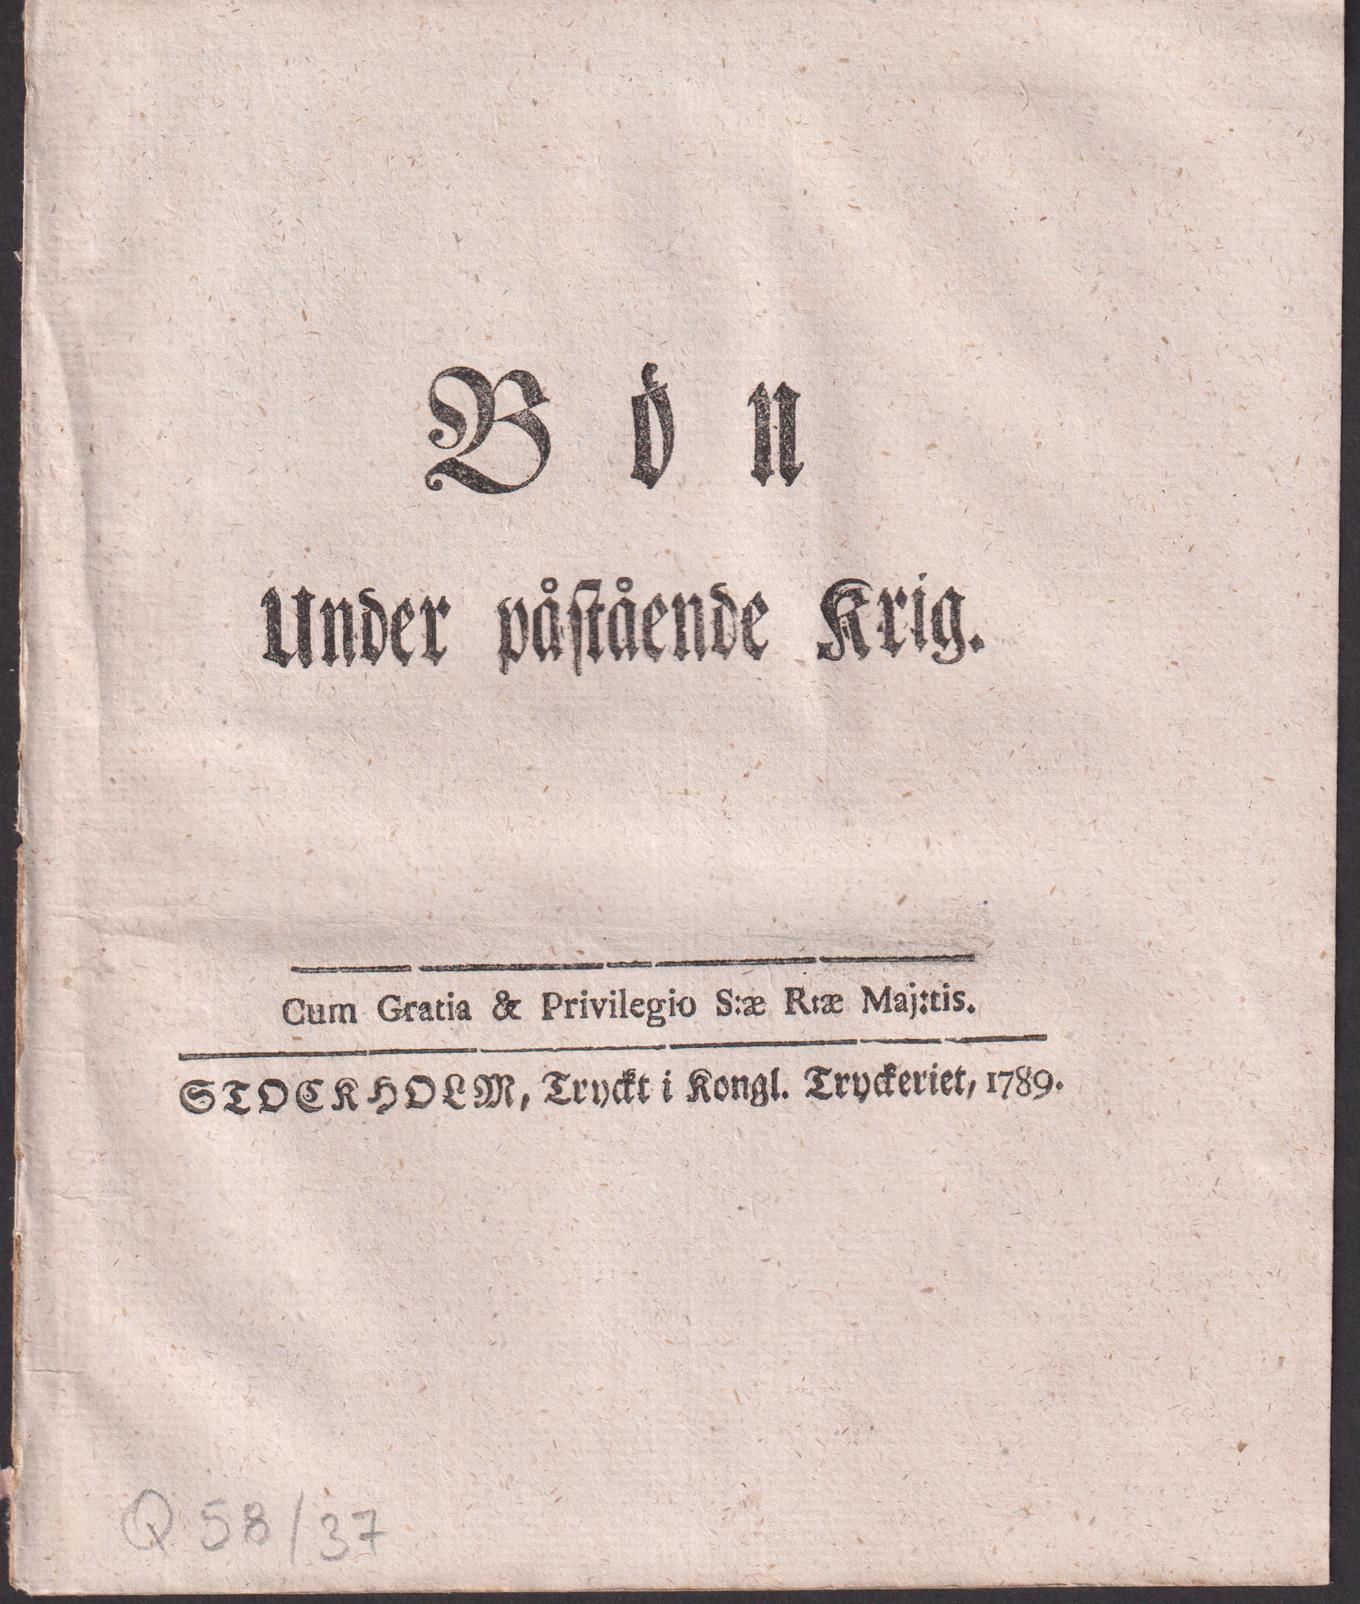 Bön
Under påstående Krig.
Cum Gratia & Privilegio S:æ R:æ Maj:tis.
STOCKHOLM, Tryckt i Kongl. Tryckeriet, 1789.
Q 58/37